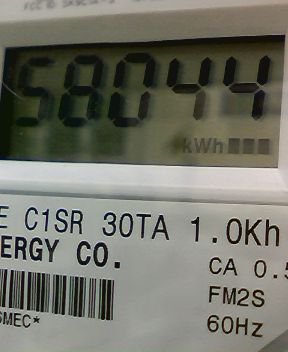 58044
kWh
E C1SR 30TA 1.0Kh
ERGY CO.
CA 0.5
FM2S
60Hz
SMEC*